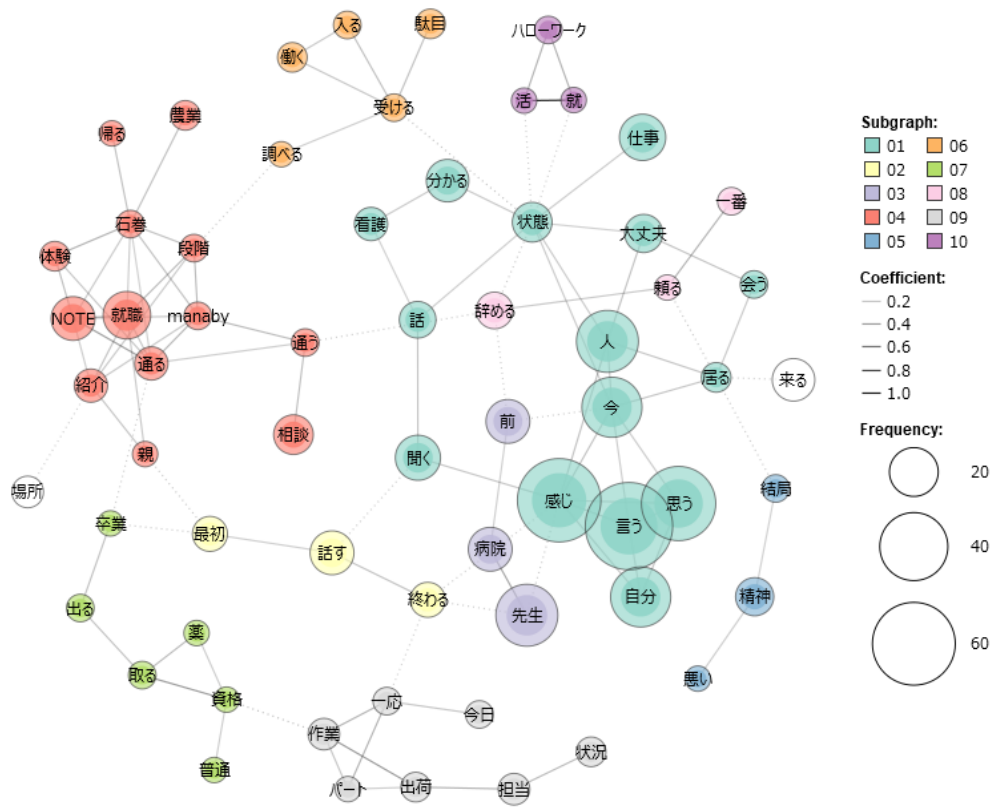 入る
駄目
ハローワーク
働く
活
就
受ける
農業
帰る
仕事
調べる
分かる
一番
石巻
看護
状態
大丈夫
体験
段階
頼る
会う
NOTE
就職
manaby
話
辞める
通う
人
通る
紹介
居る
来る
今
前
相談
親
聞く
場所
感じ
思う
結局
卒業
最初
言う
話す
病院
終わる
自分
精神
出る
先生
薬
取る
悪い
資格
一応
今日
作業
状況
普通
パート
出荷
担当
Subgraph:
01 06
02 07
03 08
04 09
05 10
Coefficient:
0.2
0.4
0.6
0.8
1.0
Frequency:
20
40
60